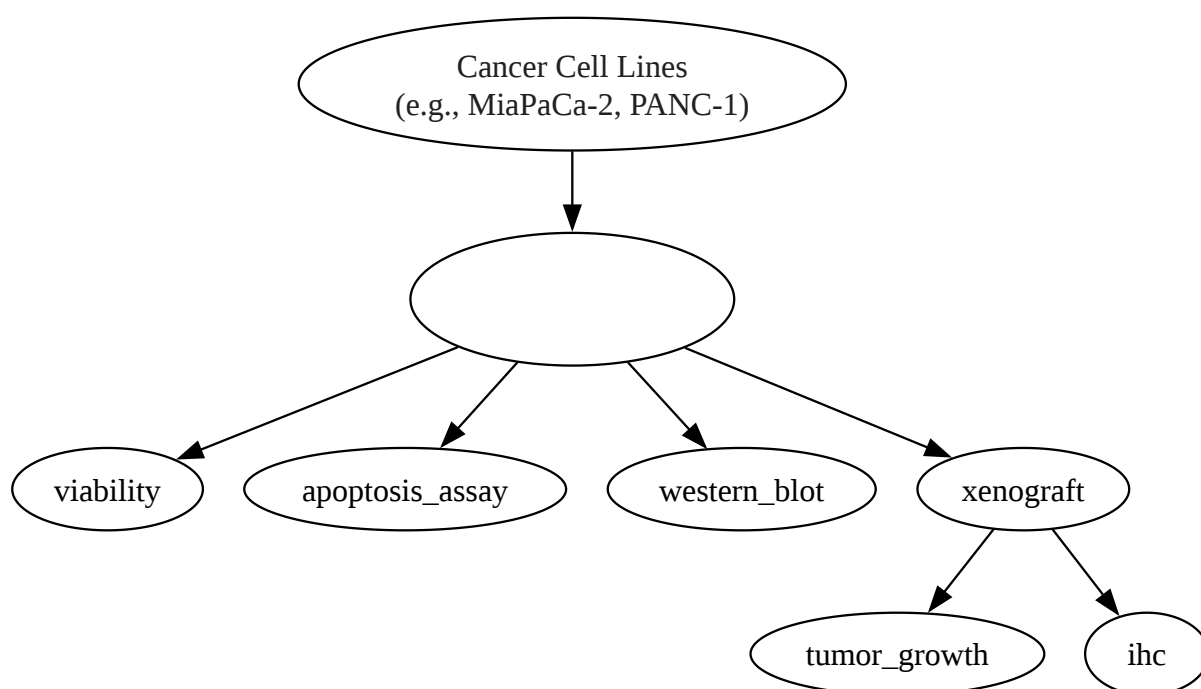 Cancer Cell Lines
(e.g., MiaPaCa-2, PANC-1)
viability
apoptosis_assay
western_blot
xenograft
tumor_growth
ihc